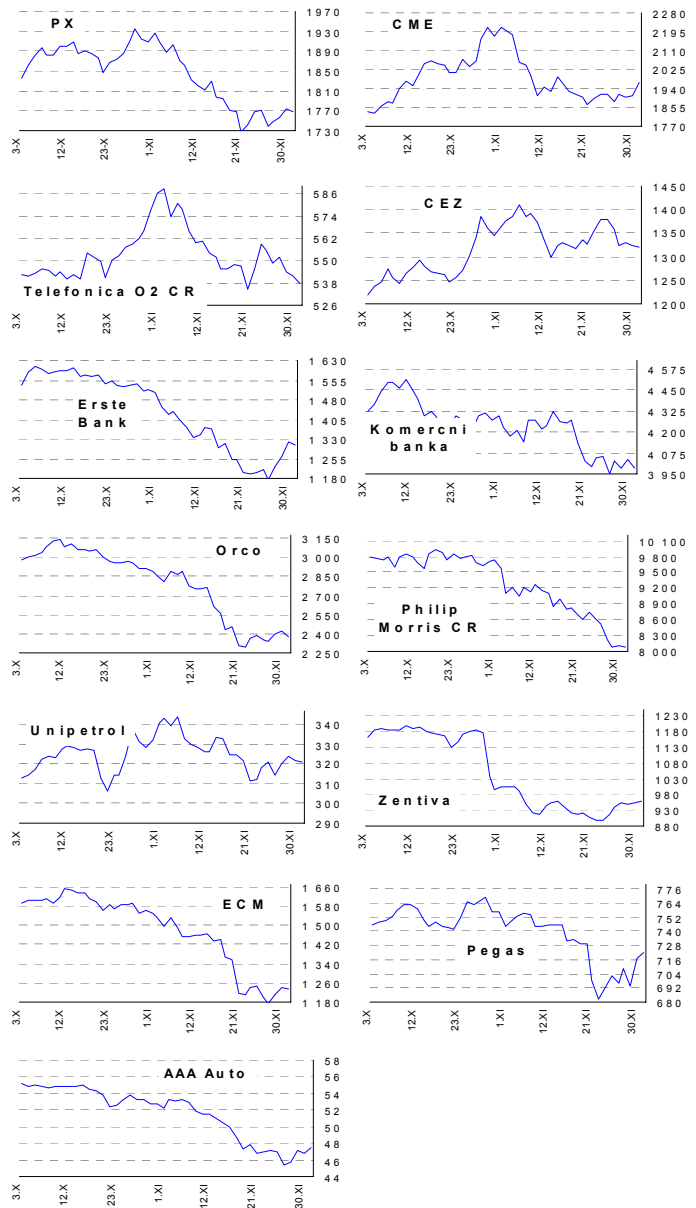 PX
1970
1930
1890
1850
1810
1770
1730
3-X
12-X
23-X
1-XI
12-XI
21-XI
30-XI
CME
2280
2195
2110
2025
1940
1855
1770
3.X
12.X
23.X
1.XI
12.XI
21.XI
30.XI
Telefonica O2 CR
586
574
562
550
538
526
3.X
12.X
23.X
1.XI
12.XI
21.XI
30.XI
CEZ
1450
1400
1350
1300
1250
1200
3.X
12.X
23.X
1.XI
12.XI
21.XI
30.XI
Erste
Bank
1 630
1 555
1 480
1 405
1 330
1 255
1 180
3.X
12.X
23.X
1.XI
12.XI
21.XI
30.XI
Komercni
banka
4 575
4 450
4 325
4 200
4 075
3 950
3.X
12.X
23.X
1.XI
12.XI
21.XI
30.XI
Orco
3 150
3 000
2 850
2 700
2 550
2 400
2 250
3.X
12.X
23.X
1.XI
12.XI
21.XI
30.XI
Philip
Morris CR
10 100
9 800
9 500
9 200
8 900
8 600
8 300
8 000
3.X
12.X
23.X
1.XI
12.XI
21.XI
30.XI
Unipetrol
340
330
320
310
300
290
3.X
12.X
23.X
1.XI
12.XI
21.XI
30.XI
Zentiva
1230
1180
1130
1080
1030
980
930
880
3.X
12.X
23.X
1.XI
12.XI
21.XI
30.XI
ECM
1 660
1 580
1 500
1 420
1 340
1 260
1 180
3.X
12.X
23.X
1.XI
12.XI
21.XI
30.XI
Pegas
776
764
752
740
728
716
704
692
680
3.X
12.X
23.X
1.XI
12.XI
21.XI
30.XI
AAA Auto
58
56
54
52
50
48
46
44
3.X
12.X
23.X
1.XI
12.XI
21.XI
30.XI